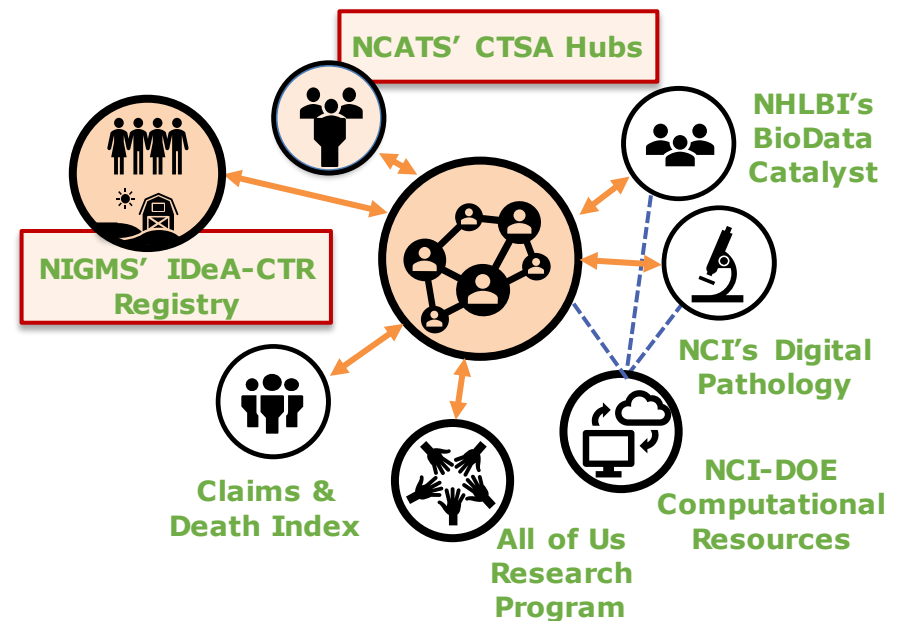 NCATS’ CTSA Hubs
NHLBI’s
BioData
Catalyst
NIGMS’ IDeA-CTR
Registry
NCI’s Digital
Pathology
Claims &
Death Index
All of Us
Research
Program
NCI-DOE
Computational
Resources